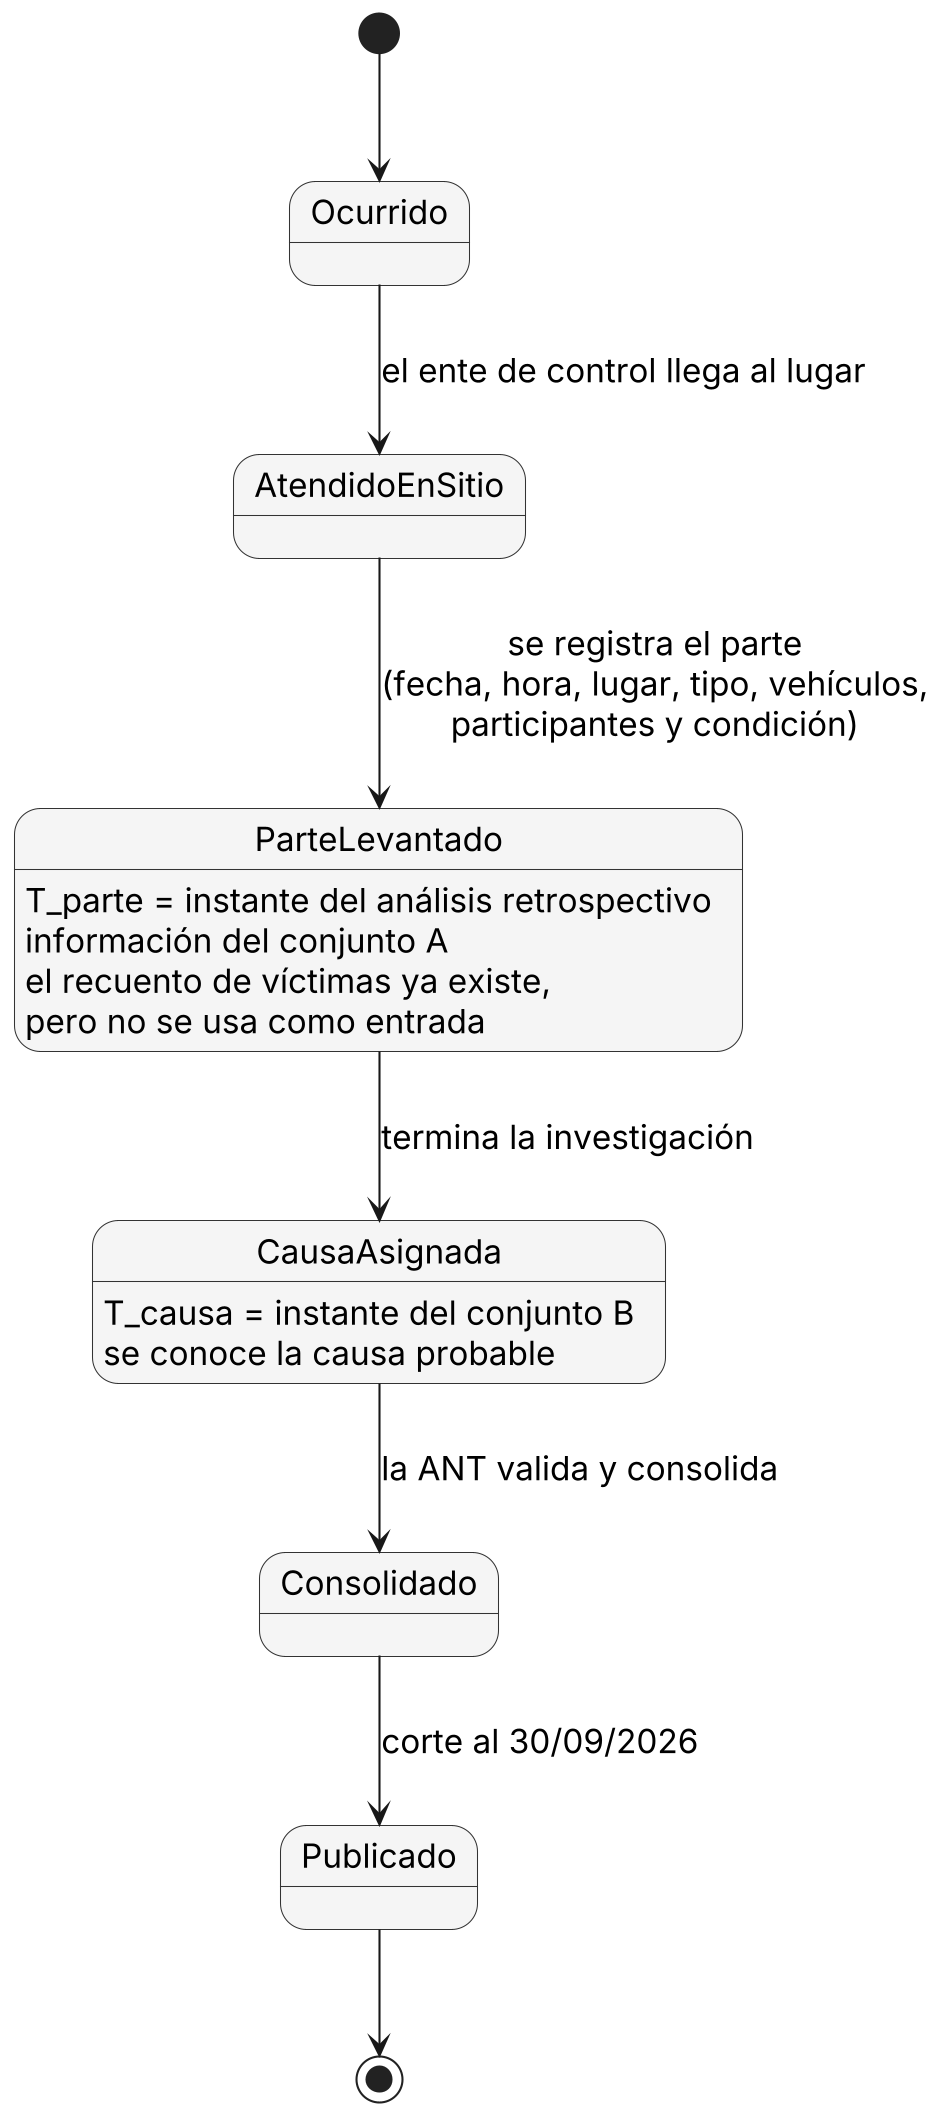 Ocurrido
el ente de control llega al lugar
AtendidoEnSitio
se registra el parte
(fecha, hora, lugar, tipo, vehículos,
participantes y condición)
ParteLevantado
T_parte = instante del análisis retrospectivo
información del conjunto A
el recuento de víctimas ya existe,
pero no se usa como entrada
termina la investigación
CausaAsignada
T_causa = instante del conjunto B
se conoce la causa probable
la ANT valida y consolida
Consolidado
corte al 30/09/2026
Publicado